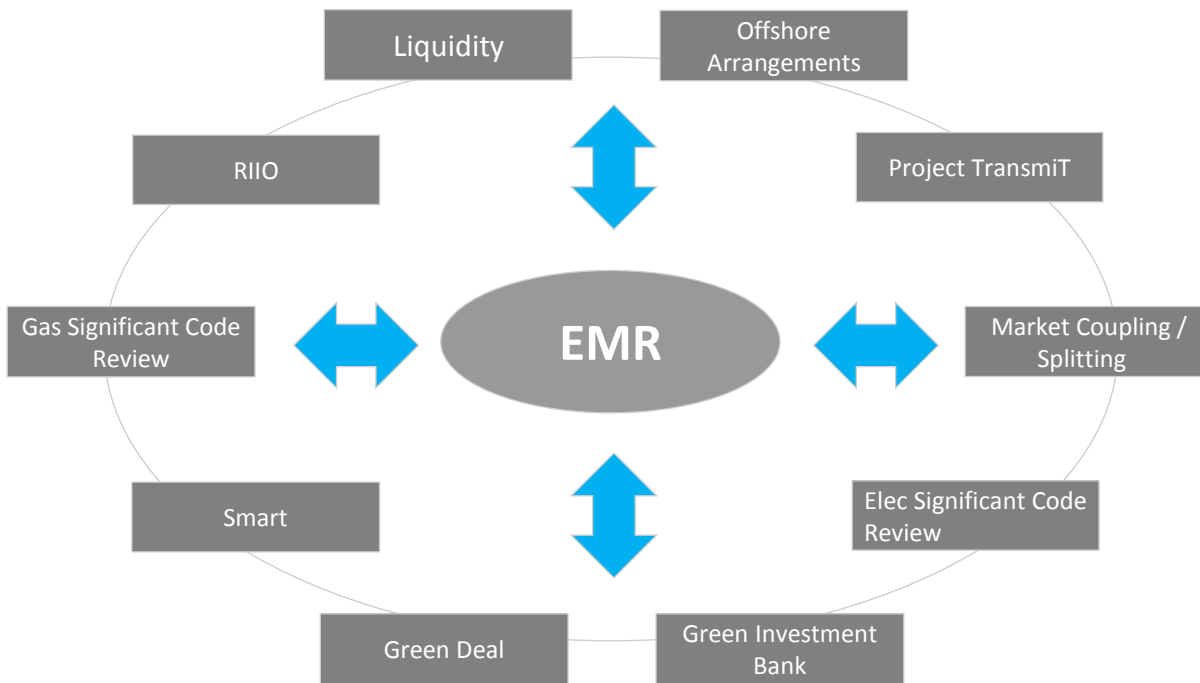 Liquidity
Offshore
Arrangements
RIIO
Project TransmiT
Gas Significant Code
Review
EMR
Market Coupling /
Splitting
Smart
Elec Significant Code
Review
Green Deal
Green Investment
Bank